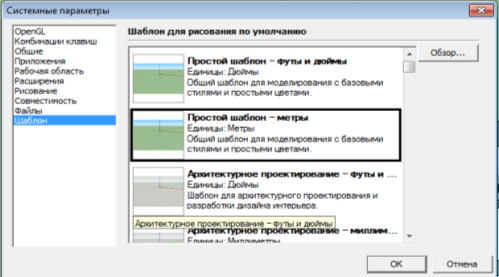 Системные параметры
OpenGL
Комбинации клавиш
Общие
Приложения
Рабочая область
Расширения
Рисование
Совместимость
Файлы
Шаблон
Шаблон для рисования по умолчанию
Простой шаблон – футы и дюймы
Единицы: Дюймы
Общий шаблон для моделирования с базовыми
стилями и простыми цветами.
Простой шаблон – метры
Единицы: Метры
Общий шаблон для моделирования с базовыми
стилями и простыми цветами.
Архитектурное проектирование – футы и ...
Единицы: Дюймы
Шаблон для архитектурного проектирования и
разработки дизайна интерьера.
Архитектурное проектирование – футы и дюймы
Архитектурное проектирование – миллим...
Единицы: Миллиметры
Обзор...
OK
Отмена